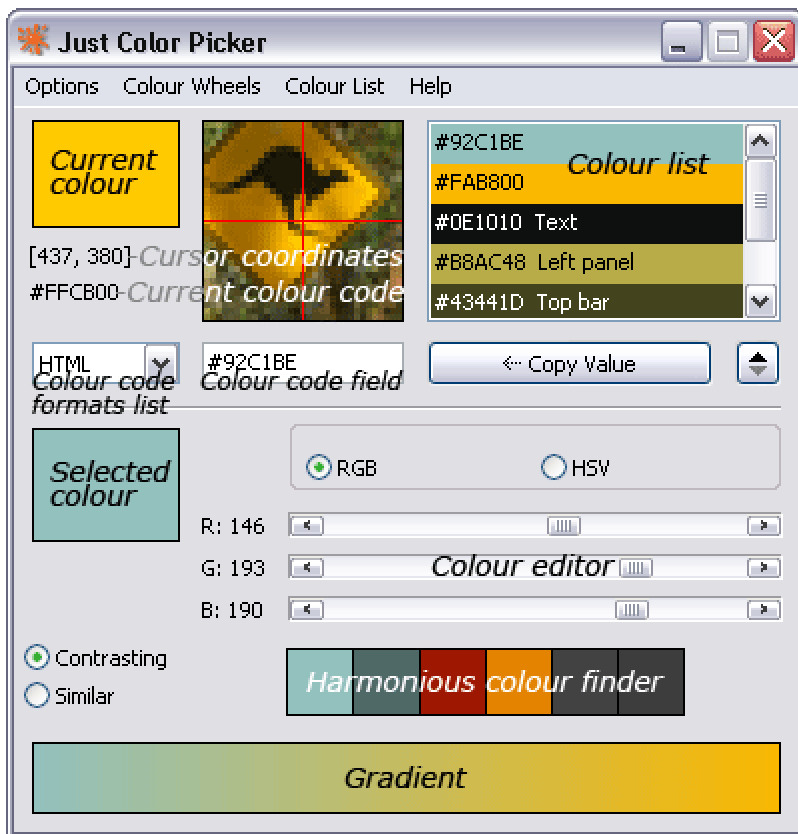 Just Color Picker
Options Colour Wheels Colour List Help
Current
colour
#92C1BE
Colour list
#FAB800
#0E1010 Text
#B8AC48 Left panel
#43441D Top bar
[437, 380]-Cursor coordinates
#FFCB00-Current colour code
HTML
#92C1BE
<-- Copy Value
Colour code
formats list
Colour code field
Selected
colour
RGB HSV
R: 146
G: 193
Colour editor
B: 190
Contrasting
Similar
Harmonious colour finder
Gradient